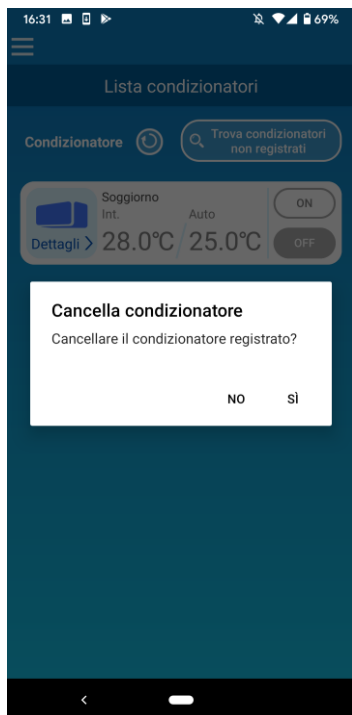 16:31 69%
Lista condizionatori
Condizionatore Trova condizionatori
non registrati
Soggiorno
Int. Auto ON
Dettagli 28.0°C 25.0°C OFF
Cancella condizionatore
Cancellare il condizionatore registrato?
NO SÌ